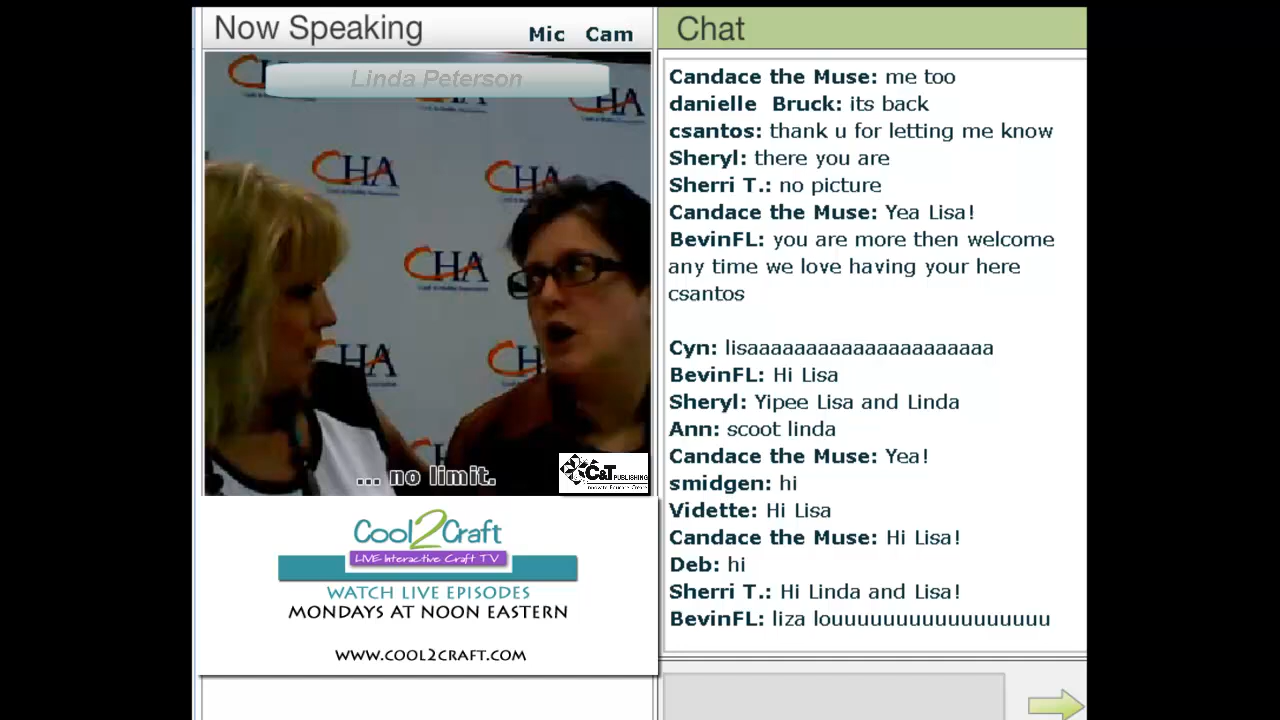 Now Speaking
Mic Cam
Linda Peterson
CHA
CHA
CHA
CHA
CHA
CHA
... no limit.
C&T PUBLISHING
Cool2Craft
LIVE Interactive Craft TV
WATCH LIVE EPISODES
MONDAYS AT NOON EASTERN
WWW.COOL2CRAFT.COM
Chat
Candace the Muse: me too
danielle Bruck: its back
csantos: thank u for letting me know
Sheryl: there you are
Sherri T.: no picture
Candace the Muse: Yea Lisa!
BevinFL: you are more then welcome
any time we love having your here
csantos
Cyn: lisaaaaaaaaaaaaaaaaaaaaa
BevinFL: Hi Lisa
Sheryl: Yipee Lisa and Linda
Ann: scoot linda
Candace the Muse: Yea!
smidgen: hi
Vidette: Hi Lisa
Candace the Muse: Hi Lisa!
Deb: hi
Sherri T.: Hi Linda and Lisa!
BevinFL: liza louuuuuuuuuuuuuuuuu